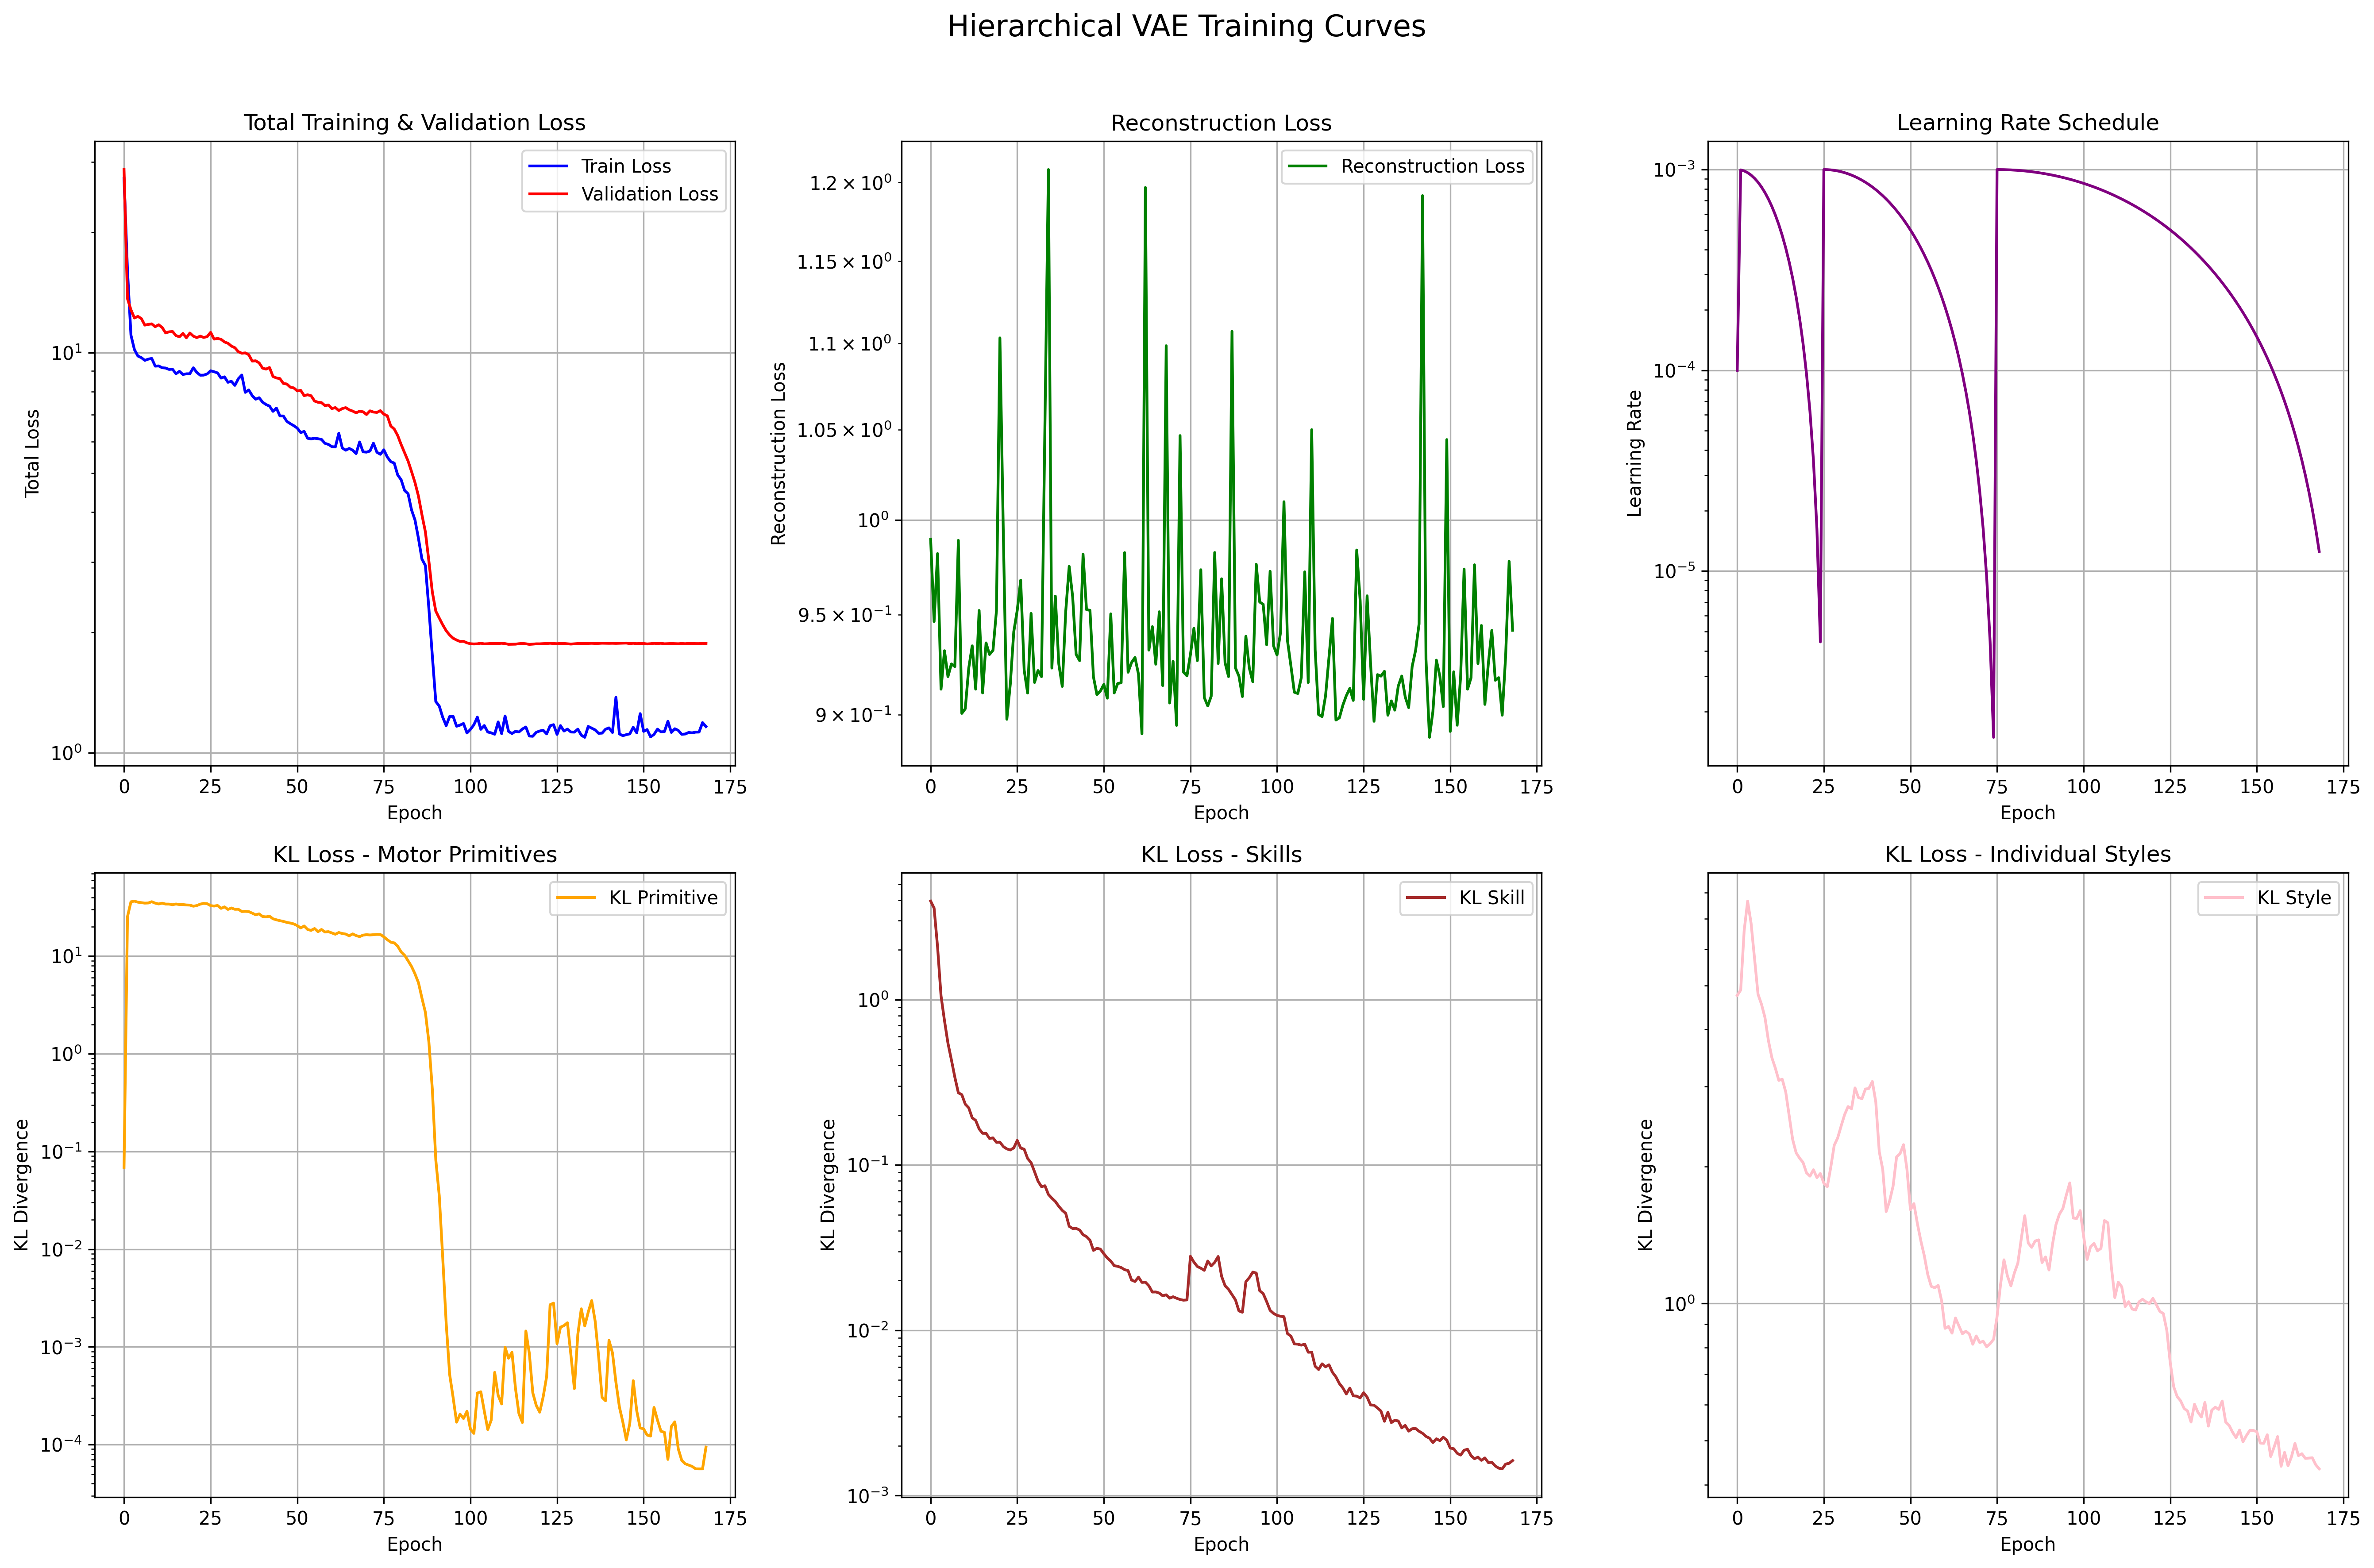 Hierarchical VAE Training Curves
Total Training & Validation Loss
Train Loss
Validation Loss
Total Loss
10¹
10⁰
0 25 50 75 100 125 150 175
Epoch
Reconstruction Loss
Reconstruction Loss
Reconstruction Loss
1.2 × 10⁰
1.15 × 10⁰
1.1 × 10⁰
1.05 × 10⁰
10⁰
9.5 × 10⁻¹
9 × 10⁻¹
0 25 50 75 100 125 150 175
Epoch
Learning Rate Schedule
Learning Rate
10⁻³
10⁻⁴
10⁻⁵
0 25 50 75 100 125 150 175
Epoch
KL Loss - Motor Primitives
KL Primitive
KL Divergence
10¹
10⁰
10⁻¹
10⁻²
10⁻³
10⁻⁴
0 25 50 75 100 125 150 175
Epoch
KL Loss - Skills
KL Skill
KL Divergence
10⁰
10⁻¹
10⁻²
10⁻³
0 25 50 75 100 125 150 175
Epoch
KL Loss - Individual Styles
KL Style
KL Divergence
10⁰
0 25 50 75 100 125 150 175
Epoch